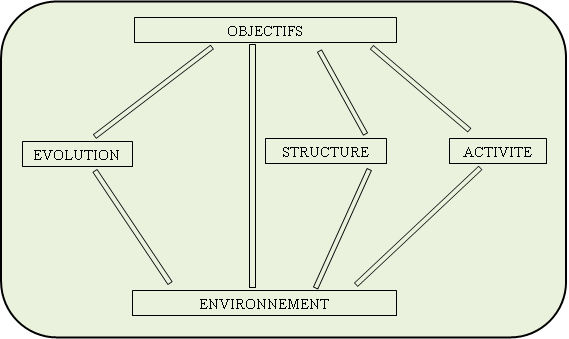 OBJECTIFS
EVOLUTION
STRUCTURE
ACTIVITE
ENVIRONNEMENT